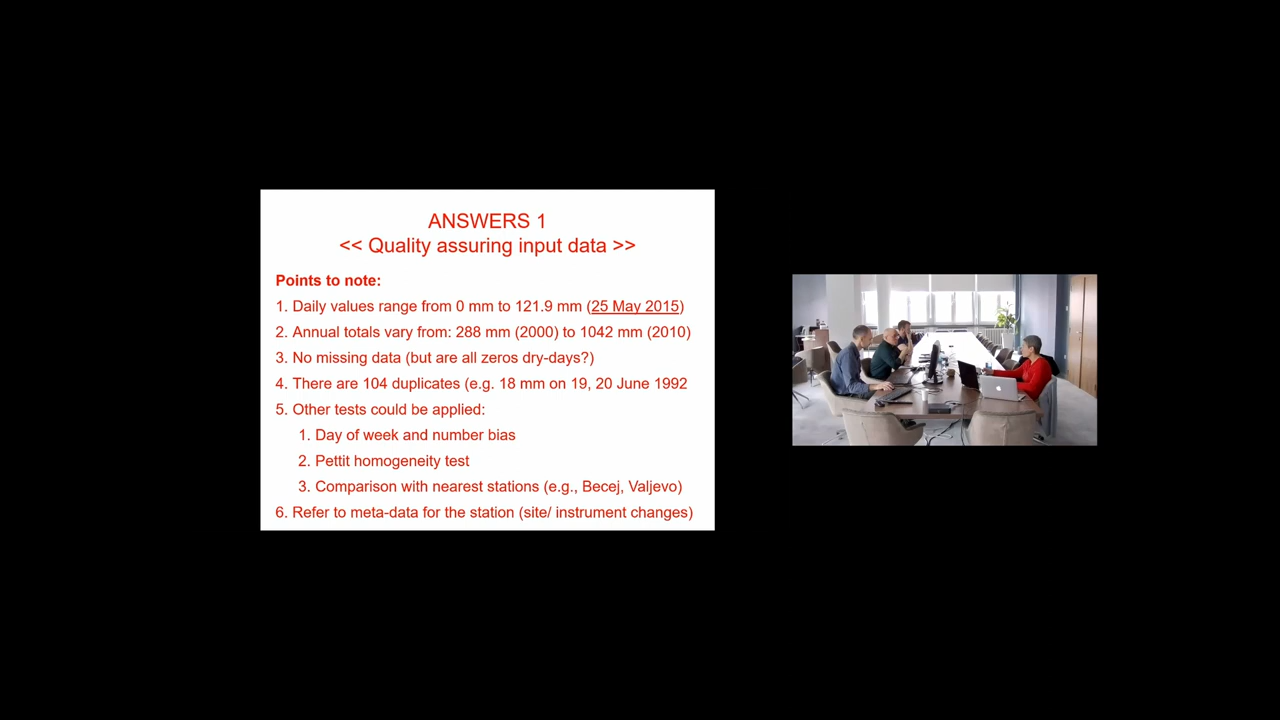 ANSWERS 1
<< Quality assuring input data >>
Points to note:
1. Daily values range from 0 mm to 121.9 mm (25 May 2015)
2. Annual totals vary from: 288 mm (2000) to 1042 mm (2010)
3. No missing data (but are all zeros dry-days?)
4. There are 104 duplicates (e.g. 18 mm on 19, 20 June 1992
5. Other tests could be applied:
1. Day of week and number bias
2. Pettit homogeneity test
3. Comparison with nearest stations (e.g., Becej, Valjevo)
6. Refer to meta-data for the station (site/ instrument changes)